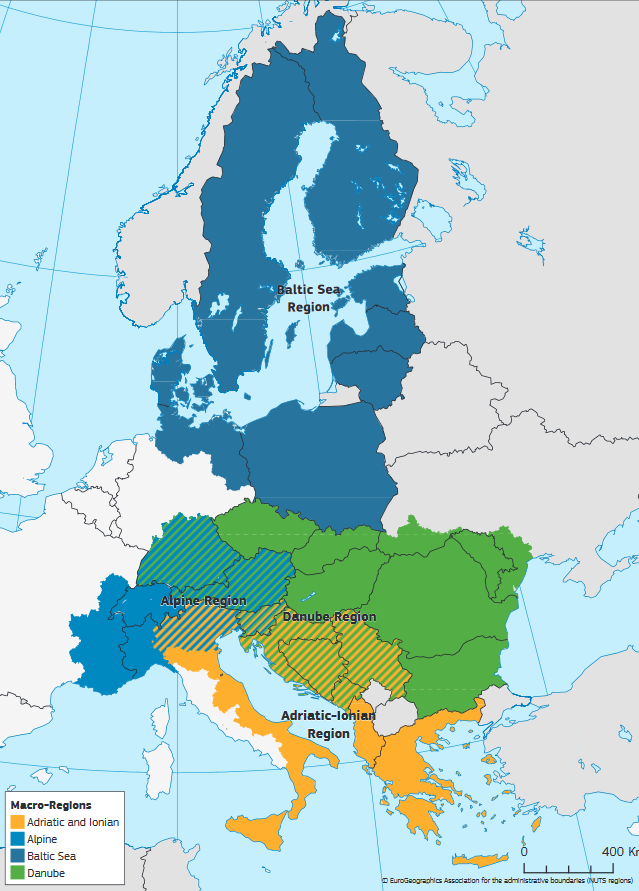 Baltic Sea
Region
Alpine Region
Danube Region
Adriatic-Ionian
Region
Macro-Regions
Adriatic and Ionian
Alpine
Baltic Sea
Danube
0 400 Km
© EuroGeographics Association for the administrative boundaries (NUTS regions)